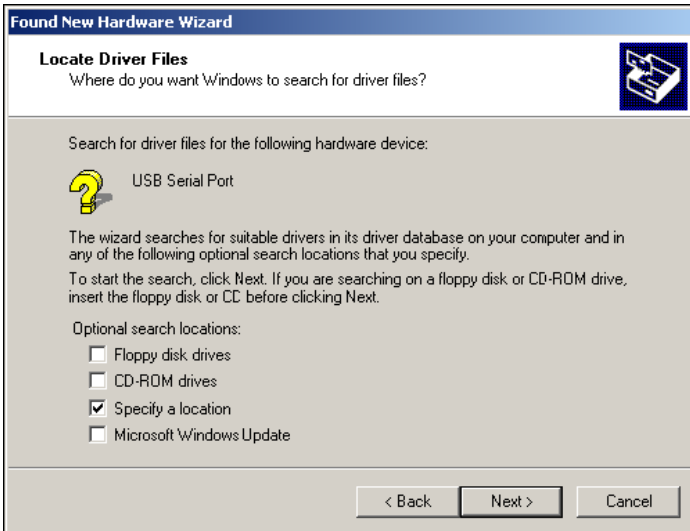 Found New Hardware Wizard
Locate Driver Files
Where do you want Windows to search for driver files?
Search for driver files for the following hardware device:
USB Serial Port
The wizard searches for suitable drivers in its driver database on your computer and in
any of the following optional search locations that you specify.
To start the search, click Next. If you are searching on a floppy disk or CD-ROM drive,
insert the floppy disk or CD before clicking Next.
Optional search locations:
Floppy disk drives
CD-ROM drives
Specify a location
Microsoft Windows Update
< Back Next > Cancel